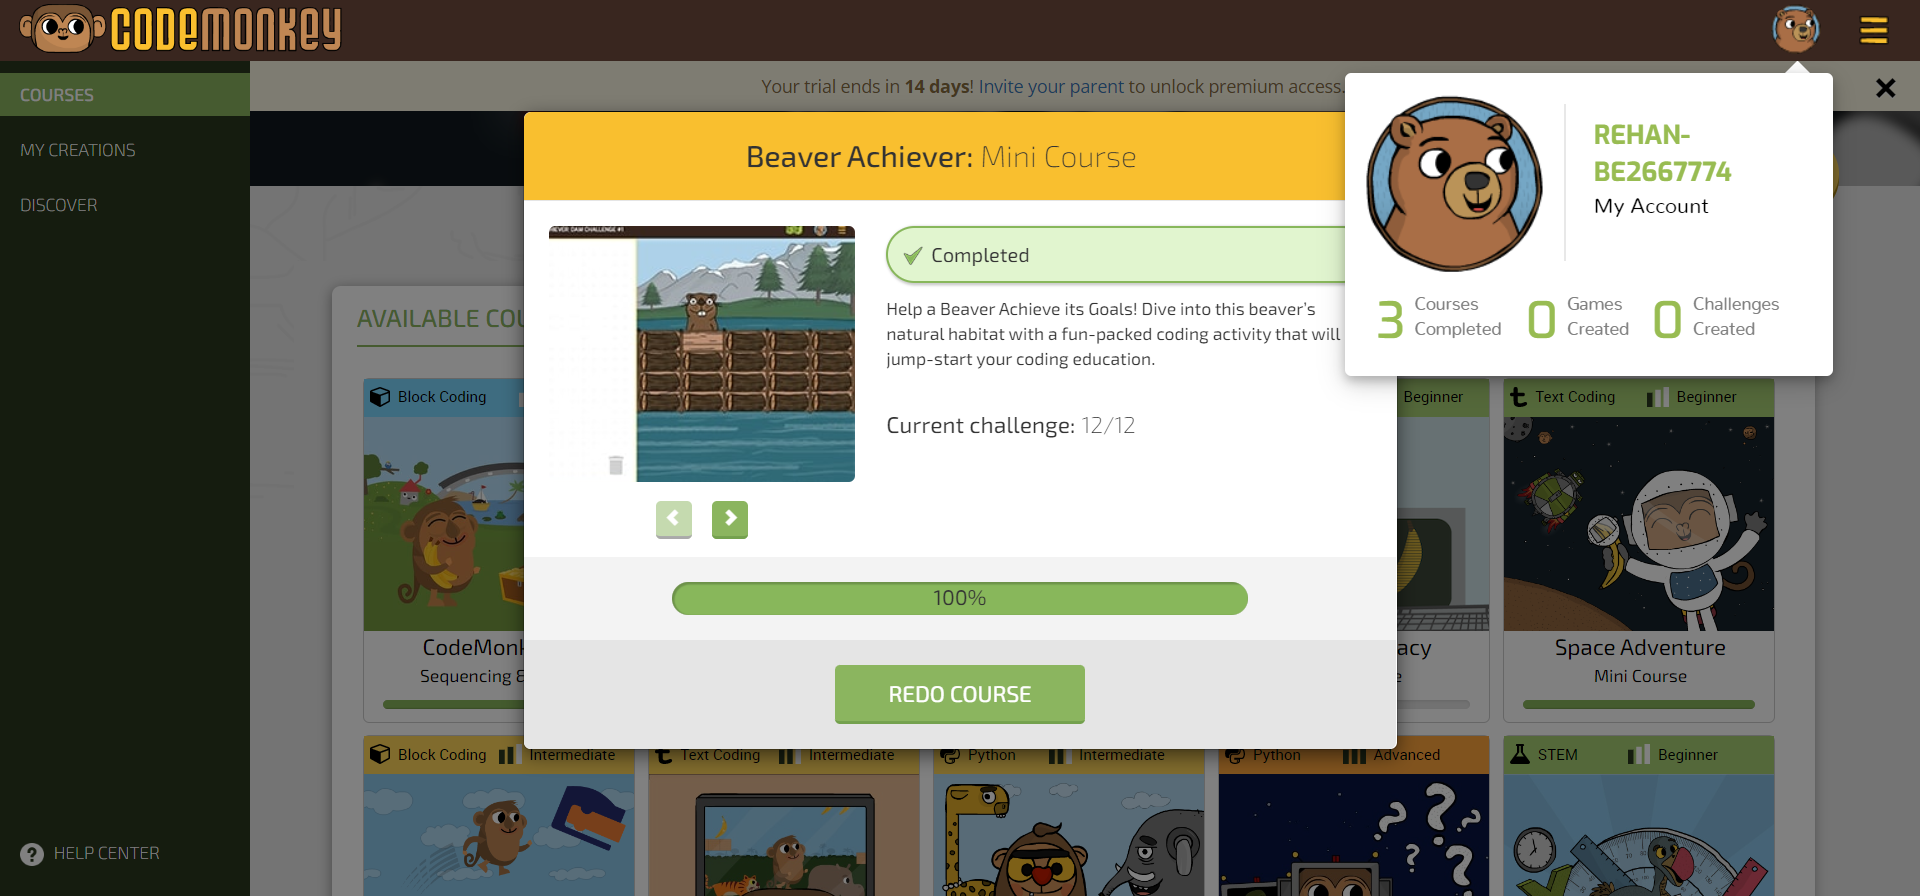 CODEMONKEY
COURSES
MY CREATIONS
DISCOVER
HELP CENTER
Your trial ends in 14 days! Invite your parent to unlock premium access.
REHAN-
BE2667774
My Account
3 Courses Completed
0 Games Created
0 Challenges Created
Beaver Achiever: Mini Course
DAM CHALLENGE #1
Completed
Help a Beaver Achieve its Goals! Dive into this beaver's
natural habitat with a fun-packed coding activity that will
jump-start your coding education.
Current challenge: 12/12
100%
REDO COURSE
AVAILABLE COU
Block Coding
Beginner
Text Coding Beginner
CodeMonk
Sequencing &
acy
Space Adventure
Mini Course
Block Coding Intermediate
Text Coding Intermediate
Python Intermediate
Python Advanced
STEM Beginner